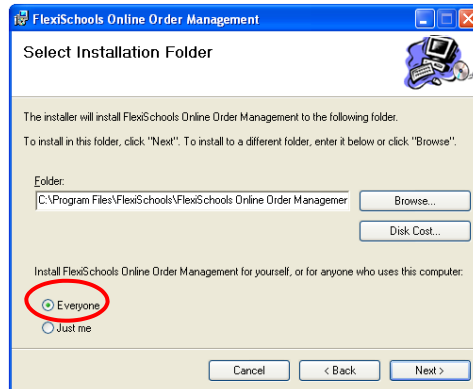 FlexiSchools Online Order Management
Select Installation Folder
The installer will install FlexiSchools Online Order Management to the following folder.
To install in this folder, click "Next". To install to a different folder, enter it below or click "Browse".
Folder:
C:\Program Files\FlexiSchools\FlexiSchools Online Order Managemer
Browse...
Disk Cost...
Install FlexiSchools Online Order Management for yourself, or for anyone who uses this computer:
Everyone
Just me
Cancel
< Back
Next >